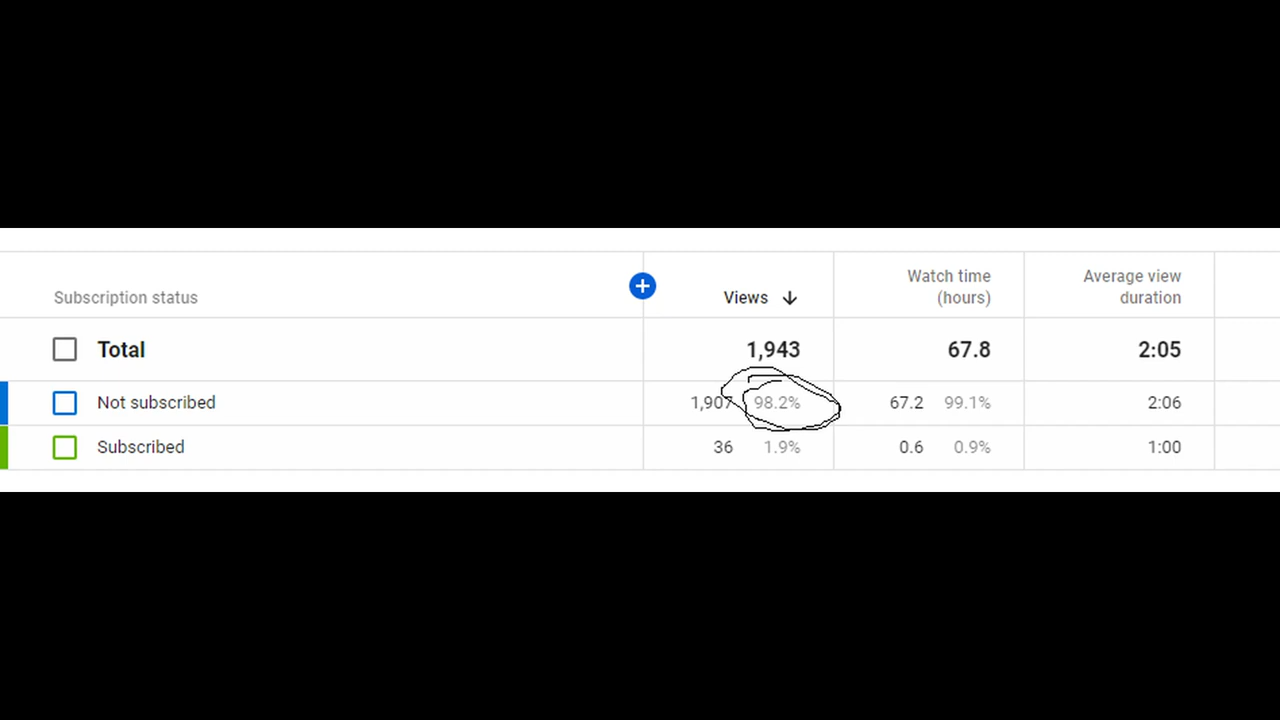 Subscription status Views Watch time (hours) Average view duration
Total 1,943 67.8 2:05
Not subscribed 1,907 98.2% 67.2 99.1% 2:06
Subscribed 36 1.9% 0.6 0.9% 1:00